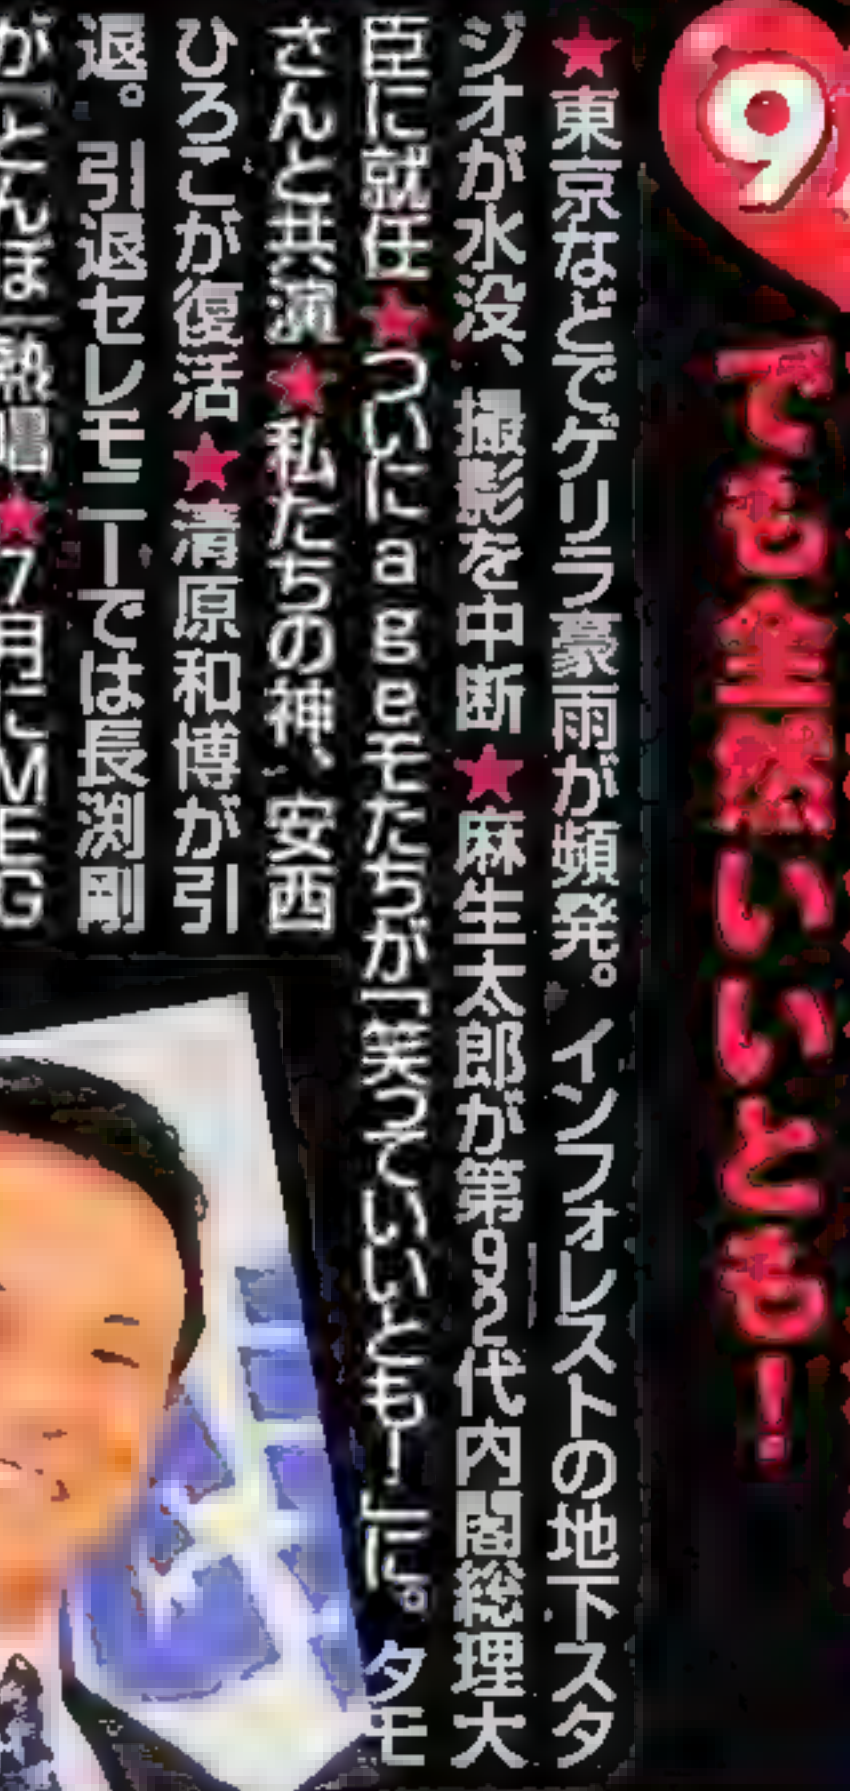 9
でも全然いいとも!
★東京などでゲリラ豪雨が頻発。インフォレストの地下スタ
ジオが水没、撮影を中断★麻生太郎が第92代内閣総理大
臣に就任★ついにageモたちが「笑っていいとも!」に。タモ
さんと共演★私たちの神、安西
ひろこが復活★清原和博が引
退。引退セレモニーでは長渕剛
が「とんぼ」熱唱★7月にMEG